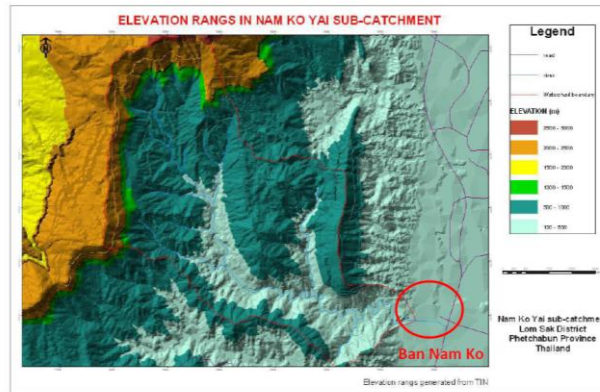 ELEVATION RANGS IN NAM KO YAI SUB-CATCHMENT
Legend
road
river
Watershed boundary
ELEVATION (m)
2500 - 3000
2000 - 2500
1500 - 2000
1000 - 1500
500 - 1000
100 - 500
Nam Ko Yai sub-catchme
Lom Sak District
Phetchabun Province
Thailand
Ban Nam Ko
Elevation rangs generated from TIN